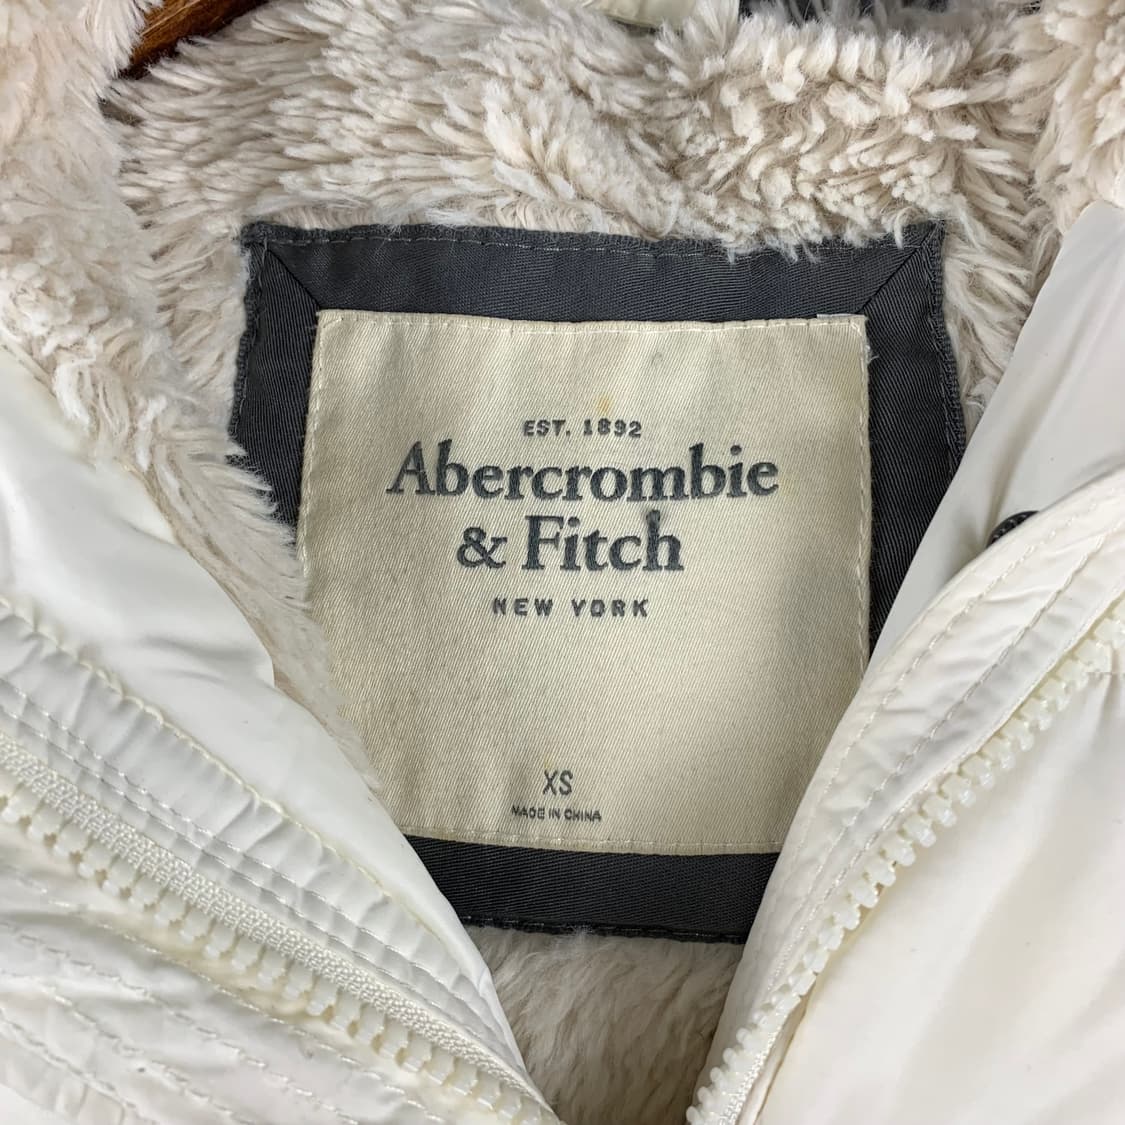 EST. 1892
Abercrombie
& Fitch
NEW YORK
XS
MADE IN CHINA